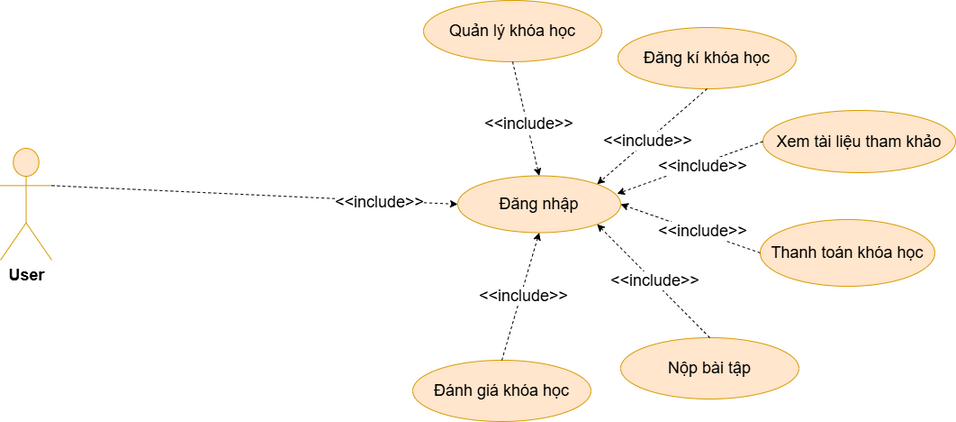 Quản lý khóa học
Đăng kí khóa học
<<include>>
<<include>>
Xem tài liệu tham khảo
<<include>>
<<include>>
Đăng nhập
<<include>>
Thanh toán khóa học
User
<<include>>
<<include>>
Nộp bài tập
Đánh giá khóa học